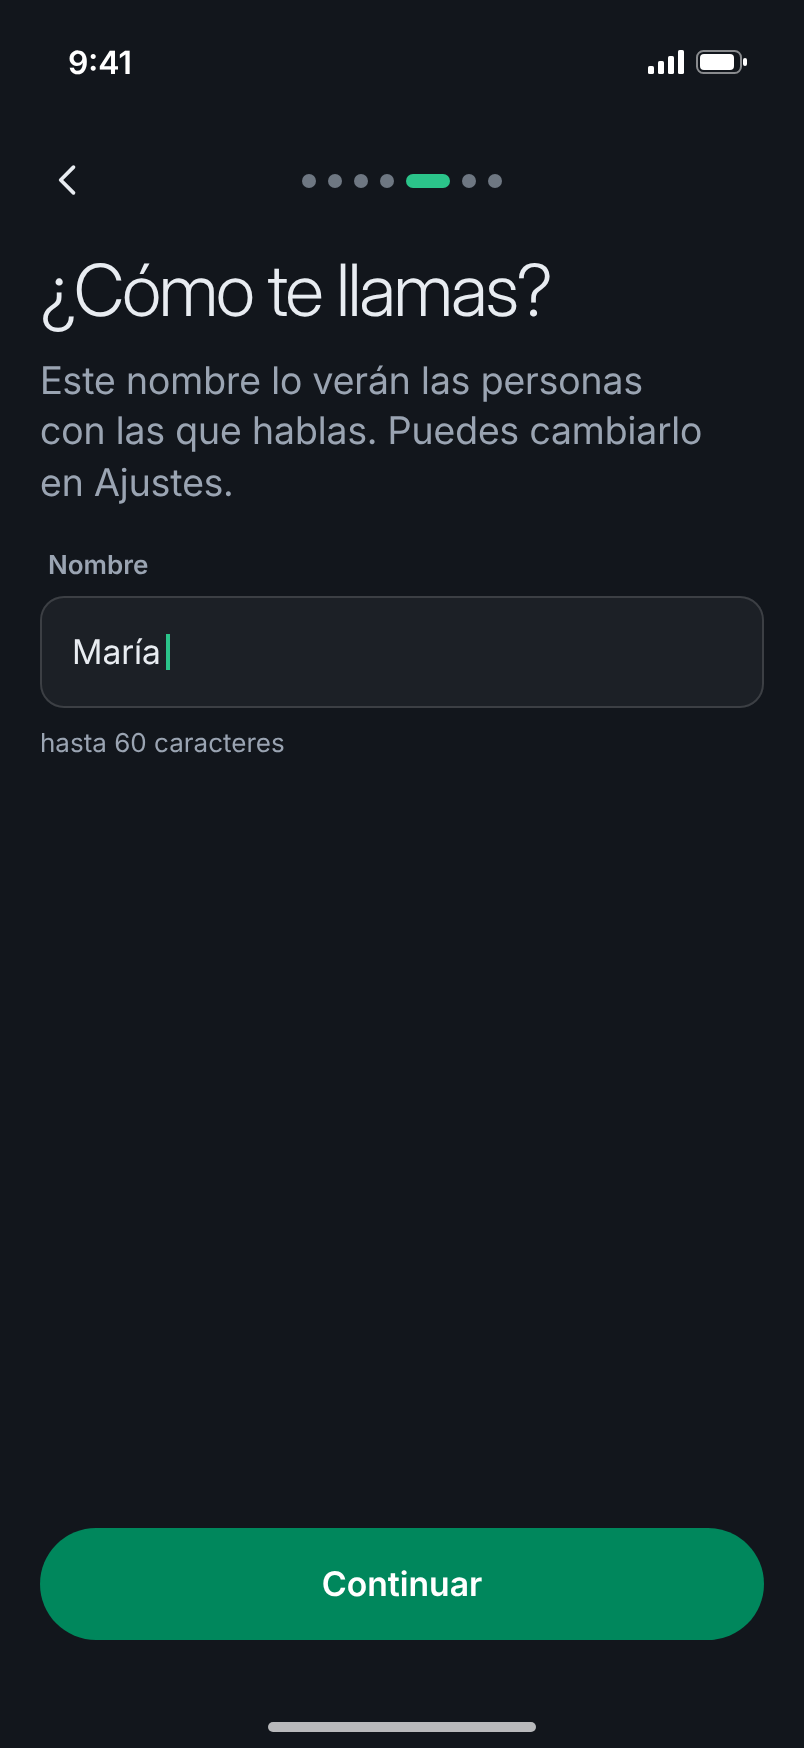 9:41
¿Cómo te llamas?
Este nombre lo verán las personas
con las que hablas. Puedes cambiarlo
en Ajustes.
Nombre
María
hasta 60 caracteres
Continuar